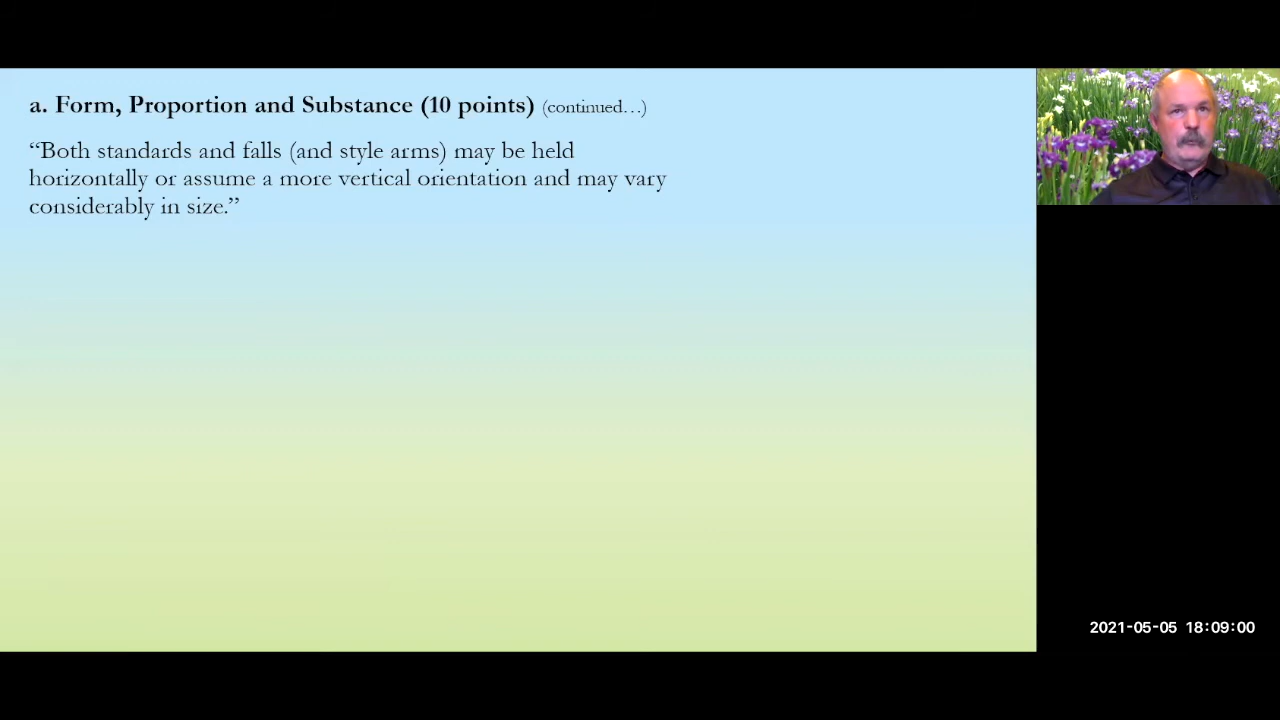 a. Form, Proportion and Substance (10 points) (continued…)
“Both standards and falls (and style arms) may be held
horizontally or assume a more vertical orientation and may vary
considerably in size.”
2021-05-05 18:09:00